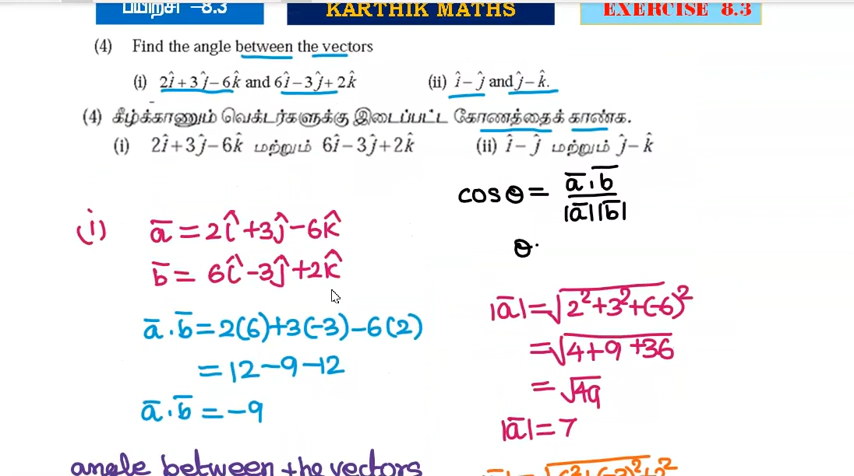 பயிற்சி -8.3 KARTHIK MATHS EXERCISE 8.3
(4) Find the angle between the vectors
(i) 2î+3ĵ−6k̂ and 6î−3ĵ+2k̂ (ii) î−ĵ and ĵ−k̂.
(4) கீழ்க்காணும் வெக்டர்களுக்கு இடைப்பட்ட கோணத்தைக் காண்க.
(i) 2î+3ĵ−6k̂ மற்றும் 6î−3ĵ+2k̂ (ii) î−ĵ மற்றும் ĵ−k̂
cosθ = a̅.b̅ / |a̅||b̅|
θ.
(i) a̅ = 2î+3ĵ−6k̂
b̅ = 6î−3ĵ+2k̂
a̅.b̅ = 2(6)+3(−3)−6(2)
= 12−9−12
a̅.b̅ = −9
|a̅| = √2²+3²+(−6)²
= √4+9+36
= √49
|a̅| = 7
angle between the vectors